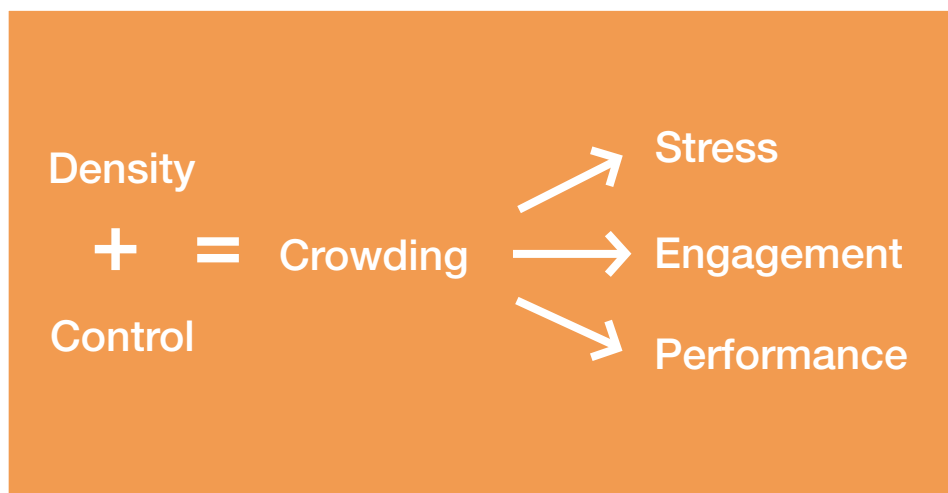 Density
+
Control
=
Crowding
Stress
Engagement
Performance